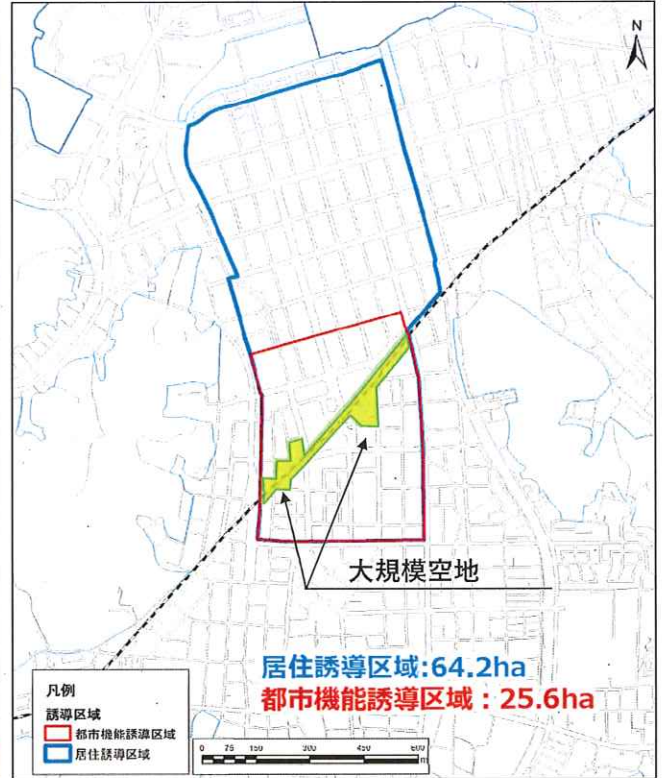 N
大規模空地
居住誘導区域:64.2ha
都市機能誘導区域：25.6ha
凡例
誘導区域
都市機能誘導区域
居住誘導区域
0 75 150 300 450 600
m